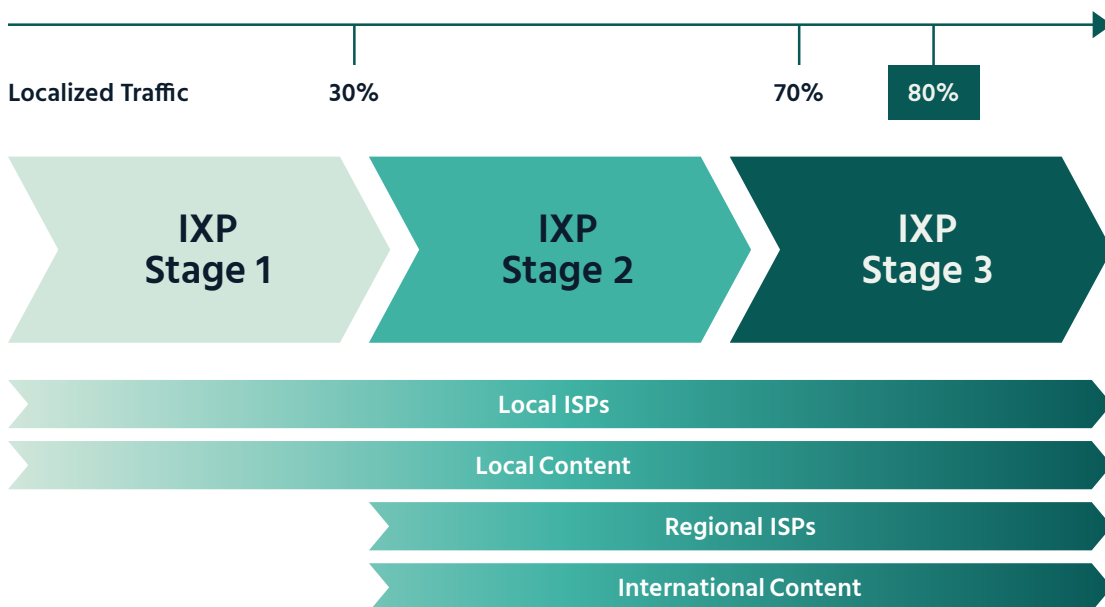 Localized Traffic 30% 70% 80%
IXP
Stage 1
IXP
Stage 2
IXP
Stage 3
Local ISPs
Local Content
Regional ISPs
International Content